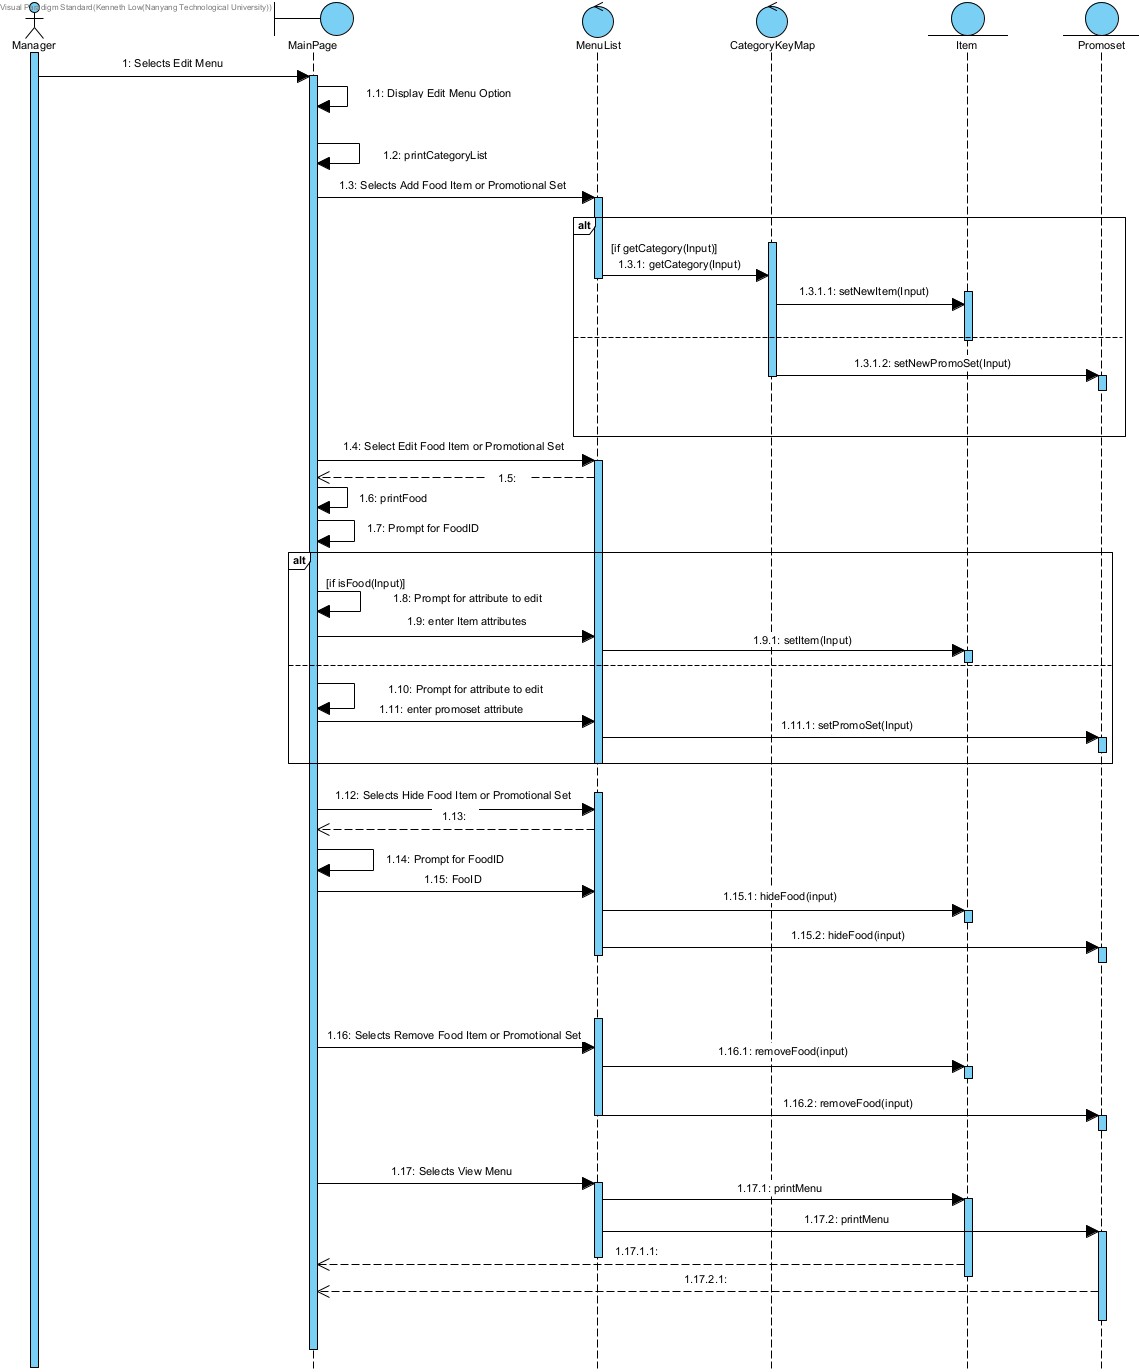 Visual Paradigm Standard(Kenneth Low(Nanyang Technological University))
Manager
MainPage
MenuList
CategoryKeyMap
Item
Promoset
1: Selects Edit Menu
1.1: Display Edit Menu Option
1.2: printCategoryList
1.3: Selects Add Food Item or Promotional Set
alt
[if getCategory(Input)]
1.3.1: getCategory(Input)
1.3.1.1: setNewItem(Input)
1.3.1.2: setNewPromoSet(Input)
1.4: Select Edit Food Item or Promotional Set
1.5:
1.6: printFood
1.7: Prompt for FoodID
alt
[if isFood(Input)]
1.8: Prompt for attribute to edit
1.9: enter Item attributes
1.9.1: setItem(Input)
1.10: Prompt for attribute to edit
1.11: enter promoset attribute
1.11.1: setPromoSet(Input)
1.12: Selects Hide Food Item or Promotional Set
1.13:
1.14: Prompt for FoodID
1.15: FooID
1.15.1: hideFood(input)
1.15.2: hideFood(input)
1.16: Selects Remove Food Item or Promotional Set
1.16.1: removeFood(input)
1.16.2: removeFood(input)
1.17: Selects View Menu
1.17.1: printMenu
1.17.2: printMenu
1.17.1.1:
1.17.2.1: